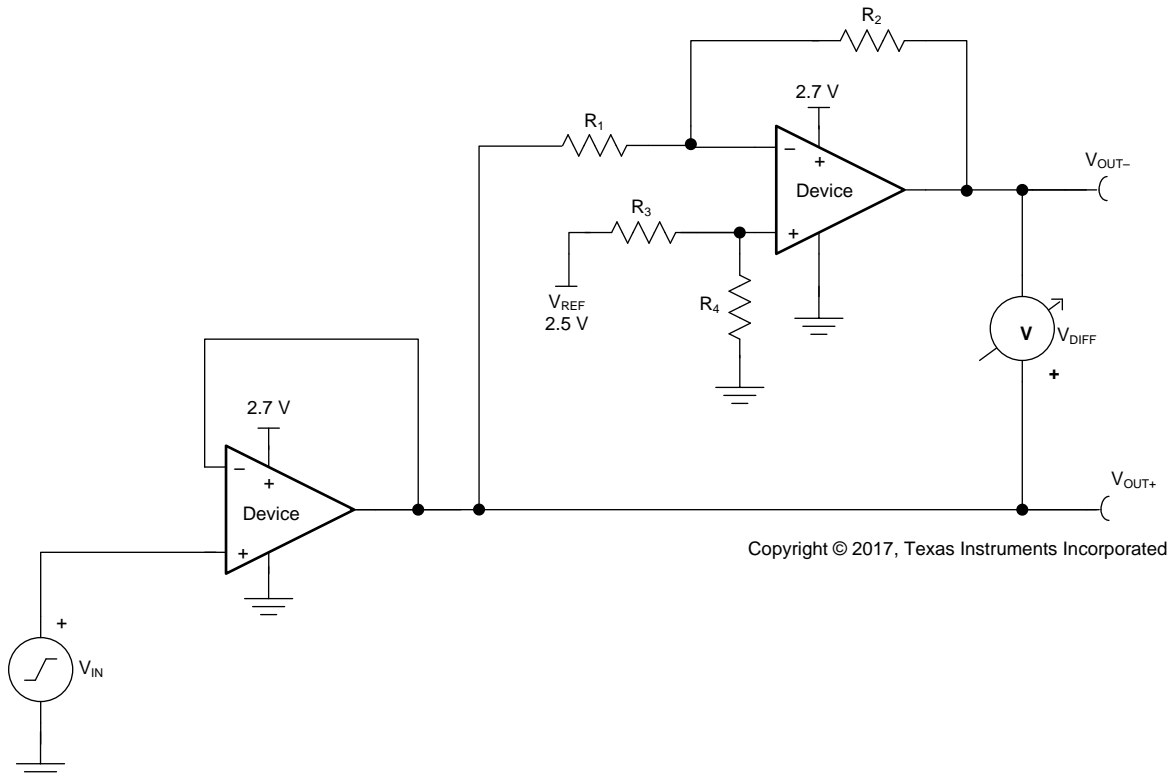 R2
2.7 V
R1
−
+
Device
VOUT−
R3
+
VREF
2.5 V
R4
V
VDIFF
+
2.7 V
−
+
Device
+
VOUT+
Copyright © 2017, Texas Instruments Incorporated
+
VIN